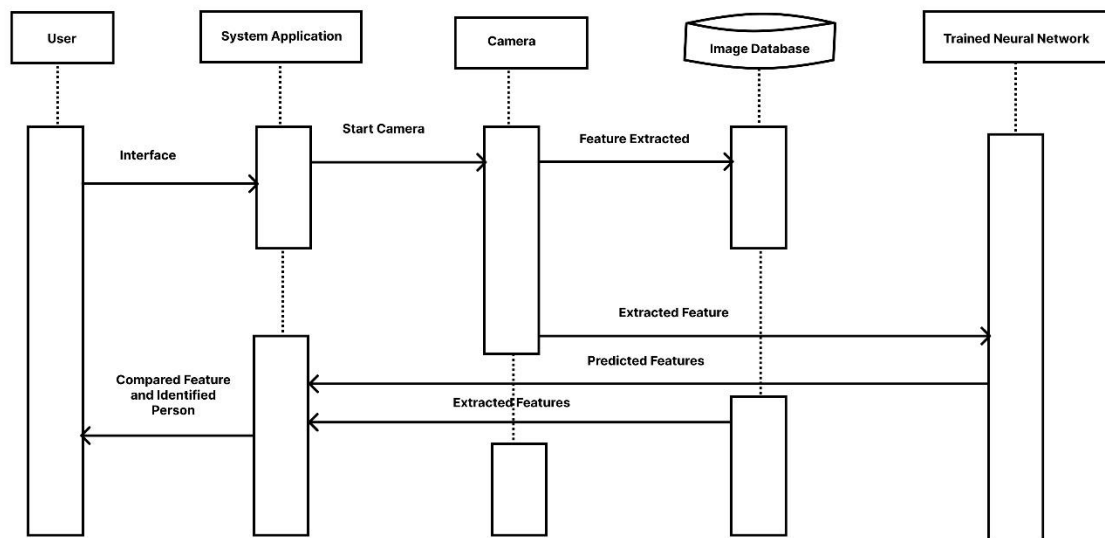 User
System Application
Camera
Image Database
Trained Neural Network
Interface
Start Camera
Feature Extracted
Extracted Feature
Predicted Features
Compared Feature
and Identified
Person
Extracted Features